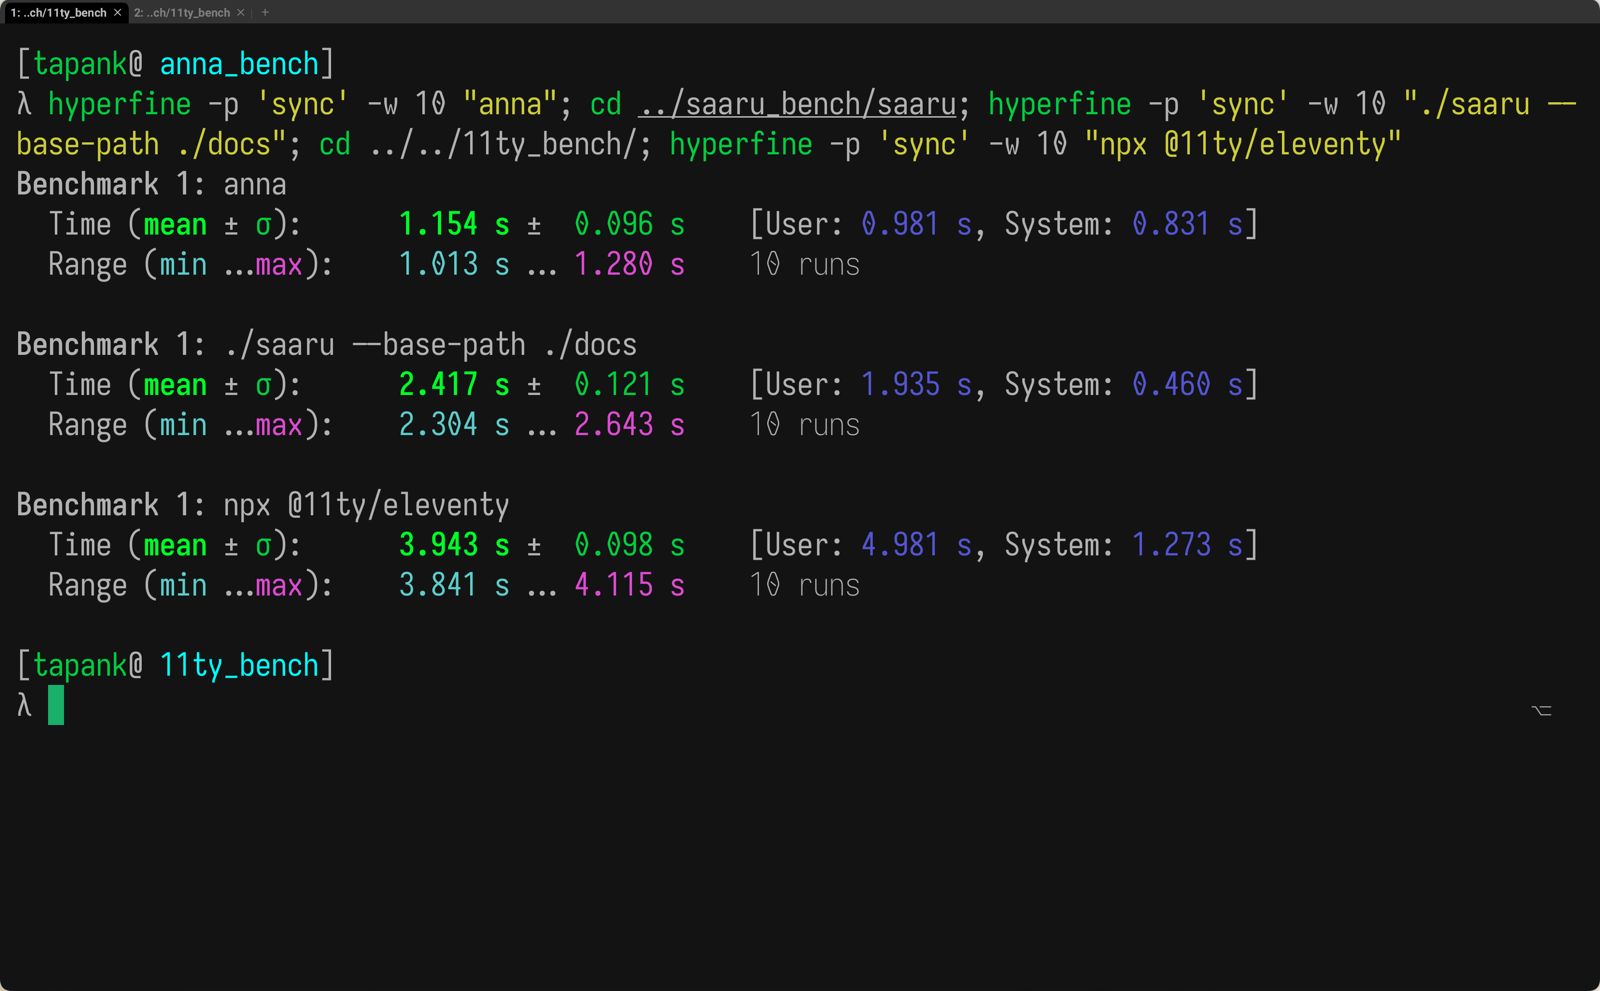 1: ..ch/11ty_bench × 2: ..ch/11ty_bench × +
[tapank@ anna_bench]
λ hyperfine -p 'sync' -w 10 "anna"; cd ../saaru_bench/saaru; hyperfine -p 'sync' -w 10 "./saaru --
base-path ./docs"; cd ../../11ty_bench/; hyperfine -p 'sync' -w 10 "npx @11ty/eleventy"
Benchmark 1: anna
Time (mean ± σ): 1.154 s ± 0.096 s [User: 0.981 s, System: 0.831 s]
Range (min … max): 1.013 s … 1.280 s 10 runs
Benchmark 1: ./saaru --base-path ./docs
Time (mean ± σ): 2.417 s ± 0.121 s [User: 1.935 s, System: 0.460 s]
Range (min … max): 2.304 s … 2.643 s 10 runs
Benchmark 1: npx @11ty/eleventy
Time (mean ± σ): 3.943 s ± 0.098 s [User: 4.981 s, System: 1.273 s]
Range (min … max): 3.841 s … 4.115 s 10 runs
[tapank@ 11ty_bench]
λ ⌥